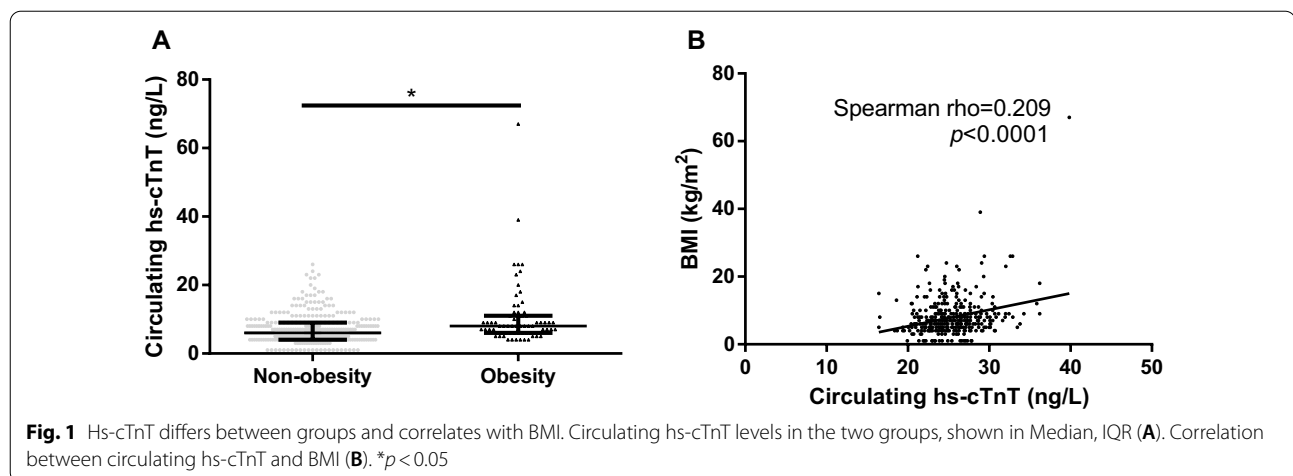 A
Circulating hs-cTnT (ng/L)
80
60
40
20
0
*
Non-obesity
Obesity
B
BMI (kg/m²)
80
60
40
20
0
Spearman rho=0.209
p<0.0001
0
10
20
30
40
50
Circulating hs-cTnT (ng/L)
Fig. 1 Hs-cTnT differs between groups and correlates with BMI. Circulating hs-cTnT levels in the two groups, shown in Median, IQR (A). Correlation
between circulating hs-cTnT and BMI (B). *p < 0.05